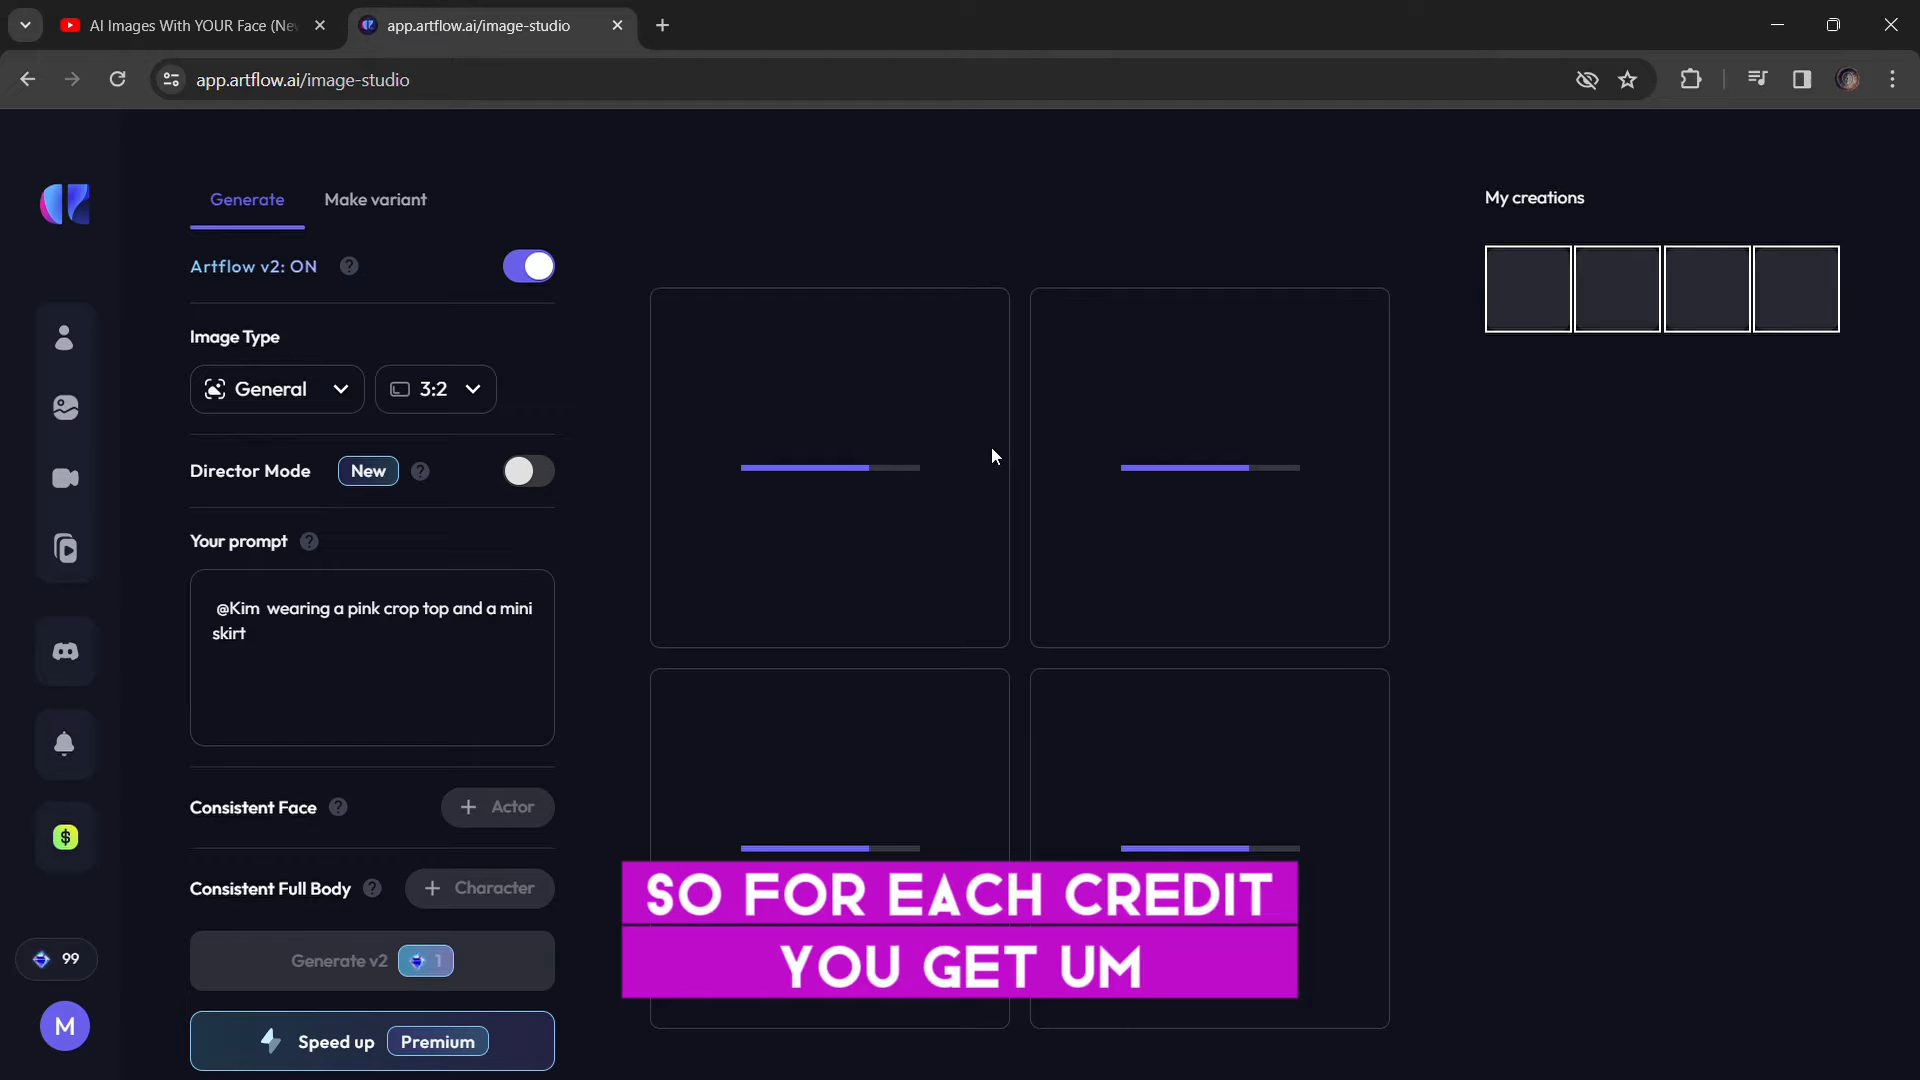 AI Images With YOUR Face (Ne
app.artflow.ai/image-studio
app.artflow.ai/image-studio
Generate
Make variant
My creations
Artflow v2: ON
Image Type
General
3:2
Director Mode
New
Your prompt
@Kim wearing a pink crop top and a mini
skirt
Consistent Face
+ Actor
Consistent Full Body
+ Character
Generate v2
1
99
Speed up
Premium
M
SO FOR EACH CREDIT
YOU GET UM